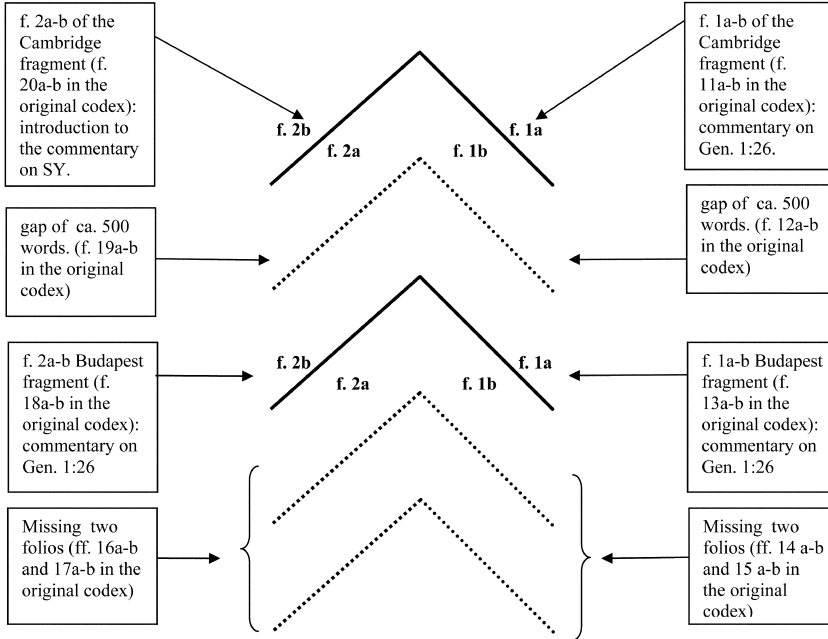 f. 2a-b of the
Cambridge
fragment (f.
20a-b in the
original codex):
introduction to
the commentary
on SY.
f. 1a-b of the
Cambridge
fragment (f.
11a-b in the
original codex):
commentary on
Gen. 1:26.
f. 2b
f. 1a
f. 2a
f. 1b
gap of ca. 500
words. (f. 19a-b
in the original
codex)
gap of ca. 500
words. (f. 12a-b
in the original
codex)
f. 2a-b Budapest
fragment (f.
18a-b in the
original codex):
commentary on
Gen. 1:26
f. 2b
f. 1a
f. 2a
f. 1b
f. 1a-b Budapest
fragment (f.
13a-b in the
original codex):
commentary on
Gen. 1:26
Missing two
folios (ff. 16a-b
and 17a-b in the
original codex)
Missing two
folios (ff. 14 a-b
and 15 a-b in
the original
codex)